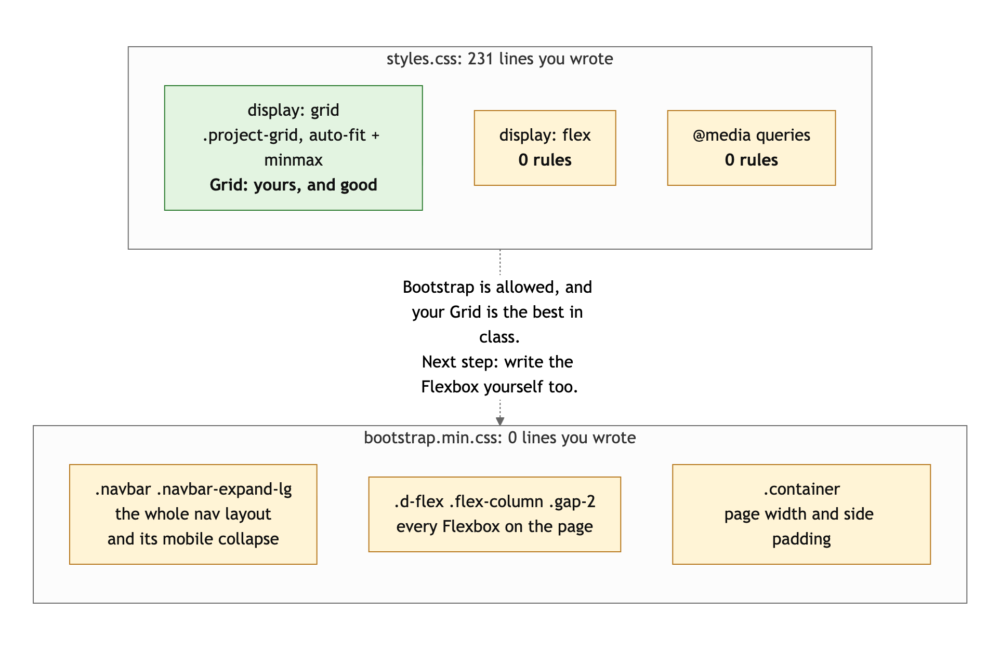 styles.css: 231 lines you wrote
display: grid
.project-grid, auto-fit +
minmax
Grid: yours, and good
display: flex
0 rules
@media queries
0 rules
Bootstrap is allowed, and
your Grid is the best in
class.
Next step: write the
Flexbox yourself too.
bootstrap.min.css: 0 lines you wrote
.navbar .navbar-expand-lg
the whole nav layout
and its mobile collapse
.d-flex .flex-column .gap-2
every Flexbox on the page
.container
page width and side
padding